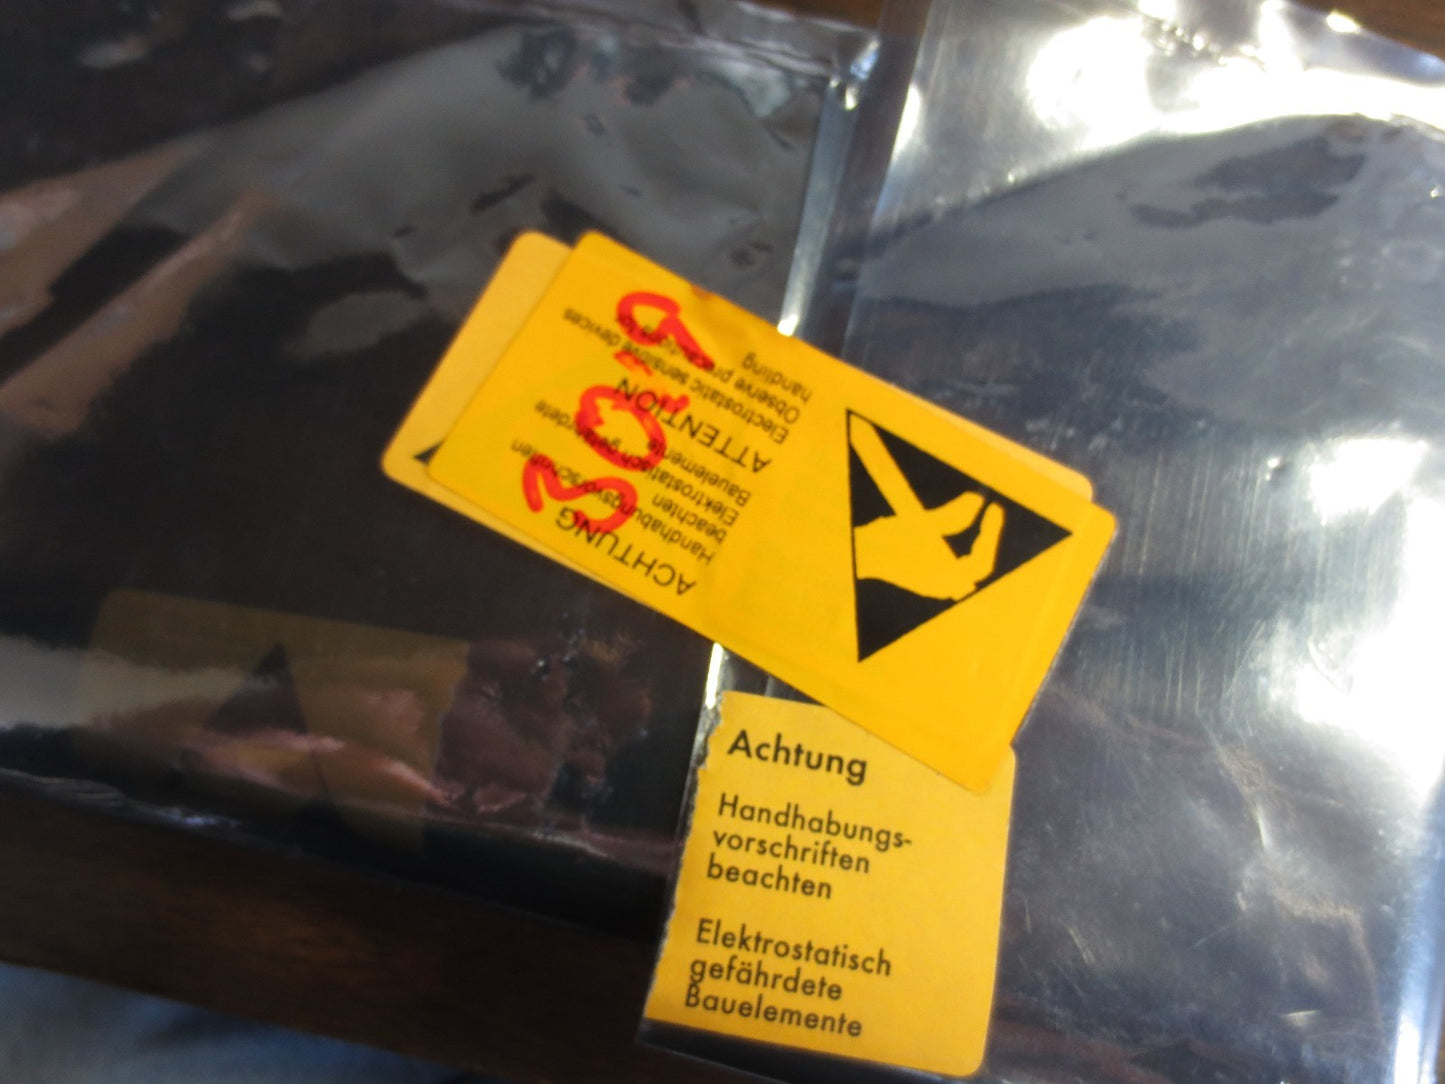 ACHTUNG
Handhabungsvorschriften
beachten
Elektrostatisch gefährdete
Bauelemente
ATTENTION
Electrostatic sensitive devices
Observe for
handling
Achtung
Handhabungs-
vorschriften
beachten
Elektrostatisch
gefährdete
Bauelemente